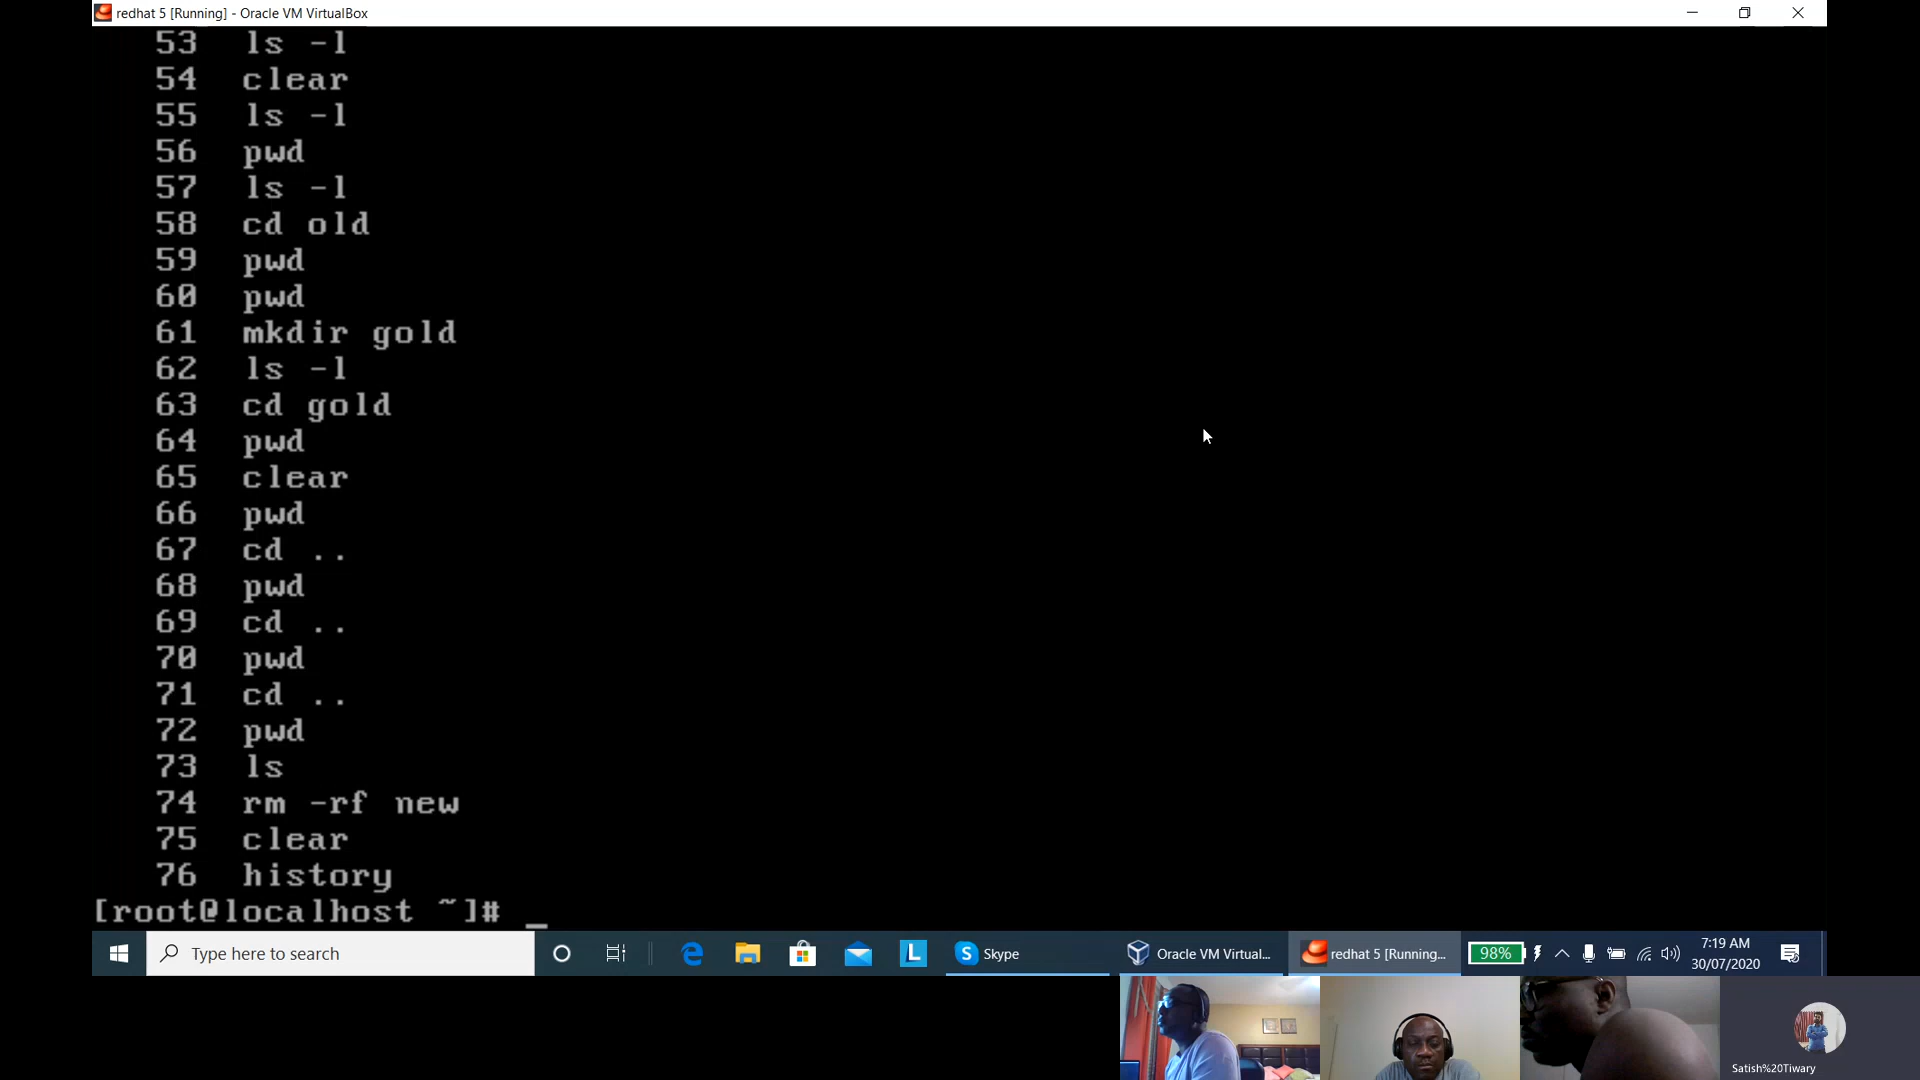 redhat 5 [Running] - Oracle VM VirtualBox
53 ls -l
54 clear
55 ls -l
56 pwd
57 ls -l
58 cd old
59 pwd
60 pwd
61 mkdir gold
62 ls -l
63 cd gold
64 pwd
65 clear
66 pwd
67 cd ..
68 pwd
69 cd ..
70 pwd
71 cd ..
72 pwd
73 ls
74 rm -rf new
75 clear
76 history
[root@localhost ~]# _
Type here to search
L
S Skype
Oracle VM Virtual...
redhat 5 [Running...
98%
7:19 AM
30/07/2020
Satish%20Tiwary